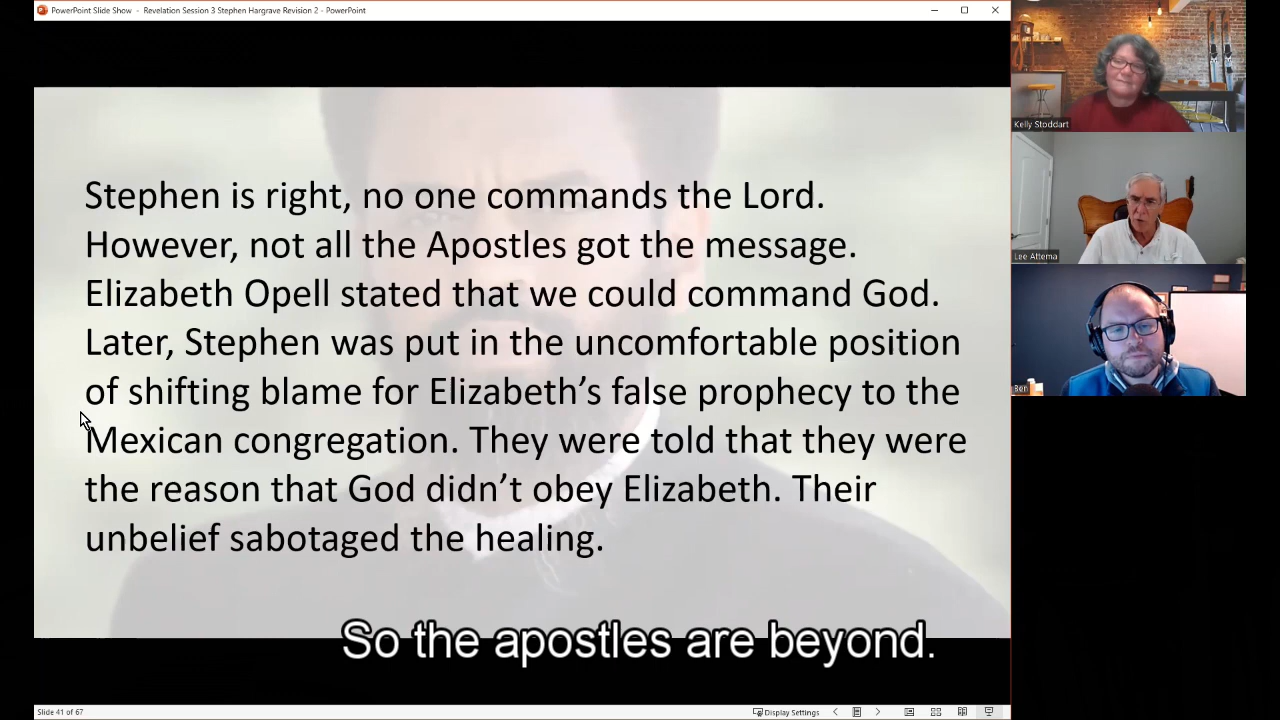 PowerPoint Slide Show - Revelation Session 3 Stephen Hargrave Revision 2 - PowerPoint
Kelly Stoddart
Lee Attema
Ben
Stephen is right, no one commands the Lord.
However, not all the Apostles got the message.
Elizabeth Opell stated that we could command God.
Later, Stephen was put in the uncomfortable position
of shifting blame for Elizabeth’s false prophecy to the
Mexican congregation. They were told that they were
the reason that God didn’t obey Elizabeth. Their
unbelief sabotaged the healing.
So the apostles are beyond.
Slide 41 of 67
Display Settings